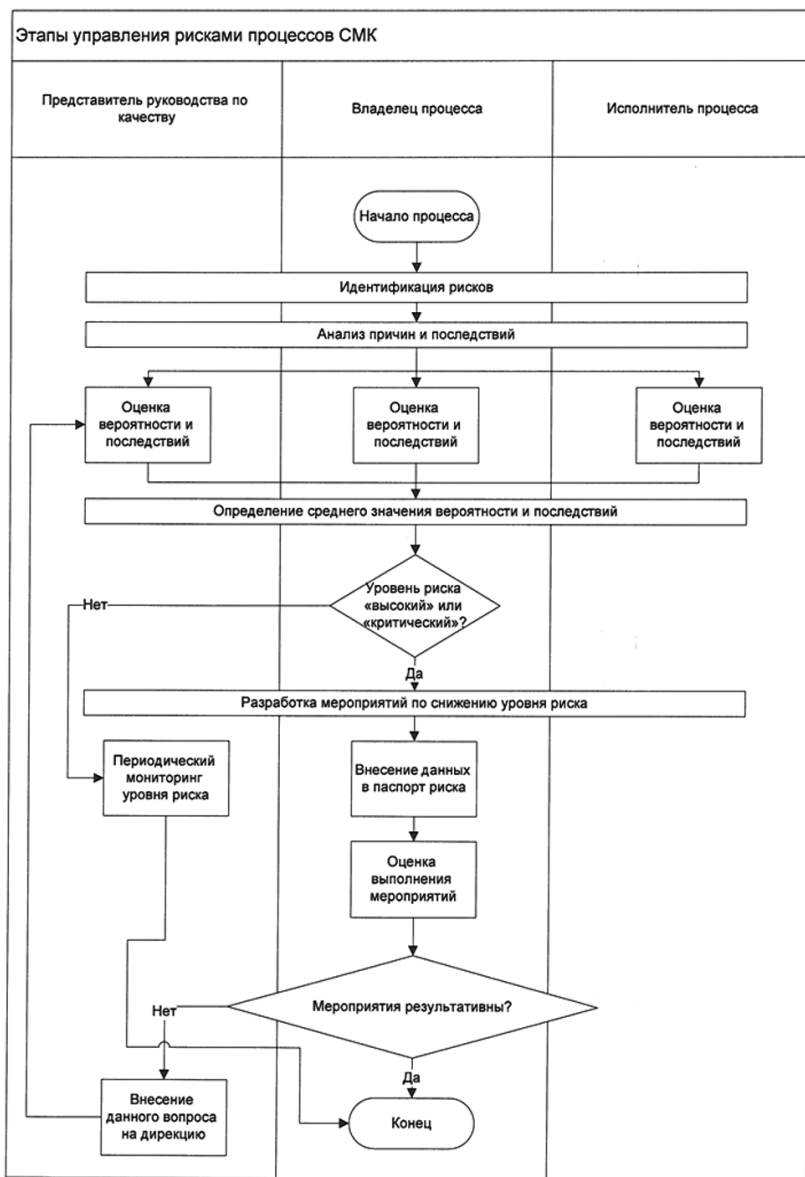 Этапы управления рисками процессов СМК
Представитель руководства по
качеству
Владелец процесса
Исполнитель процесса
Начало процесса
Идентификация рисков
Анализ причин и последствий
Оценка
вероятности и
последствий
Оценка
вероятности и
последствий
Оценка
вероятности и
последствий
Определение среднего значения вероятности и последствий
Уровень риска
«высокий» или
«критический»?
Нет
Да
Разработка мероприятий по снижению уровня риска
Периодический
мониторинг
уровня риска
Внесение данных
в паспорт риска
Оценка
выполнения
мероприятий
Мероприятия результативны?
Нет
Да
Внесение
данного вопроса
на дирекцию
Конец